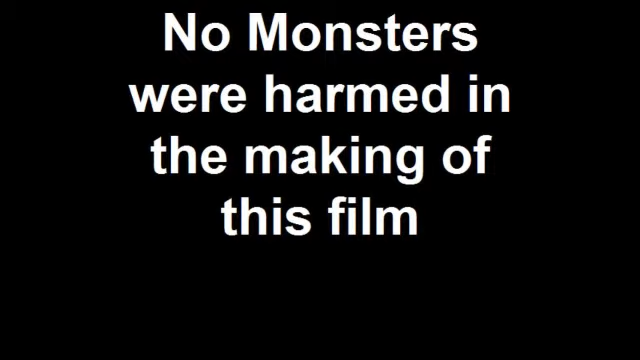 No Monsters
were harmed in
the making of
this film